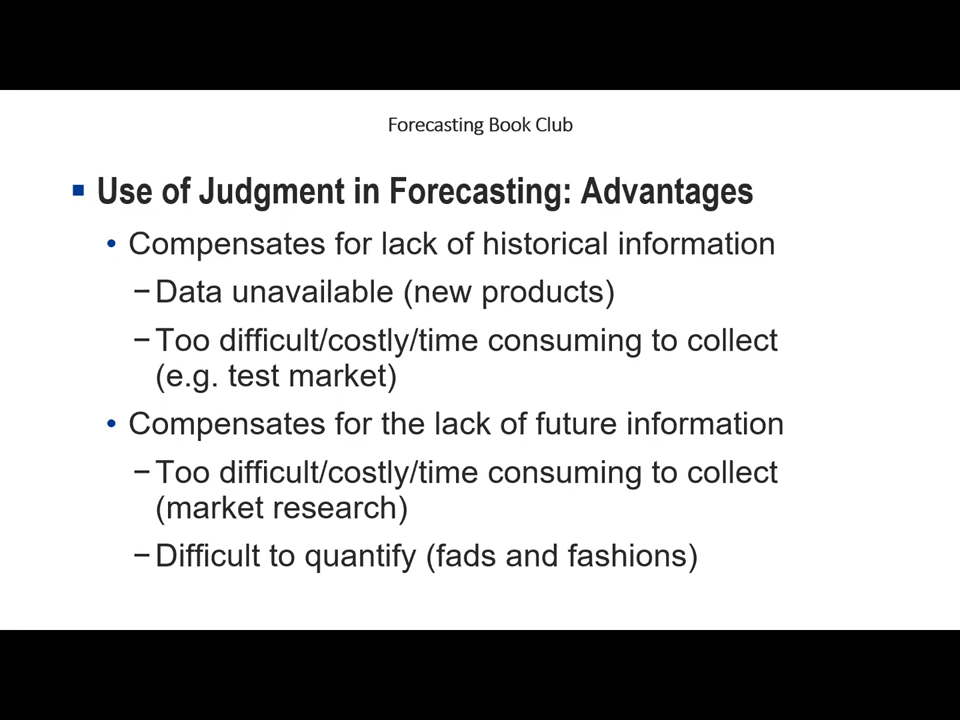 Forecasting Book Club
▪ Use of Judgment in Forecasting: Advantages
• Compensates for lack of historical information
−Data unavailable (new products)
−Too difficult/costly/time consuming to collect
(e.g. test market)
• Compensates for the lack of future information
−Too difficult/costly/time consuming to collect
(market research)
−Difficult to quantify (fads and fashions)